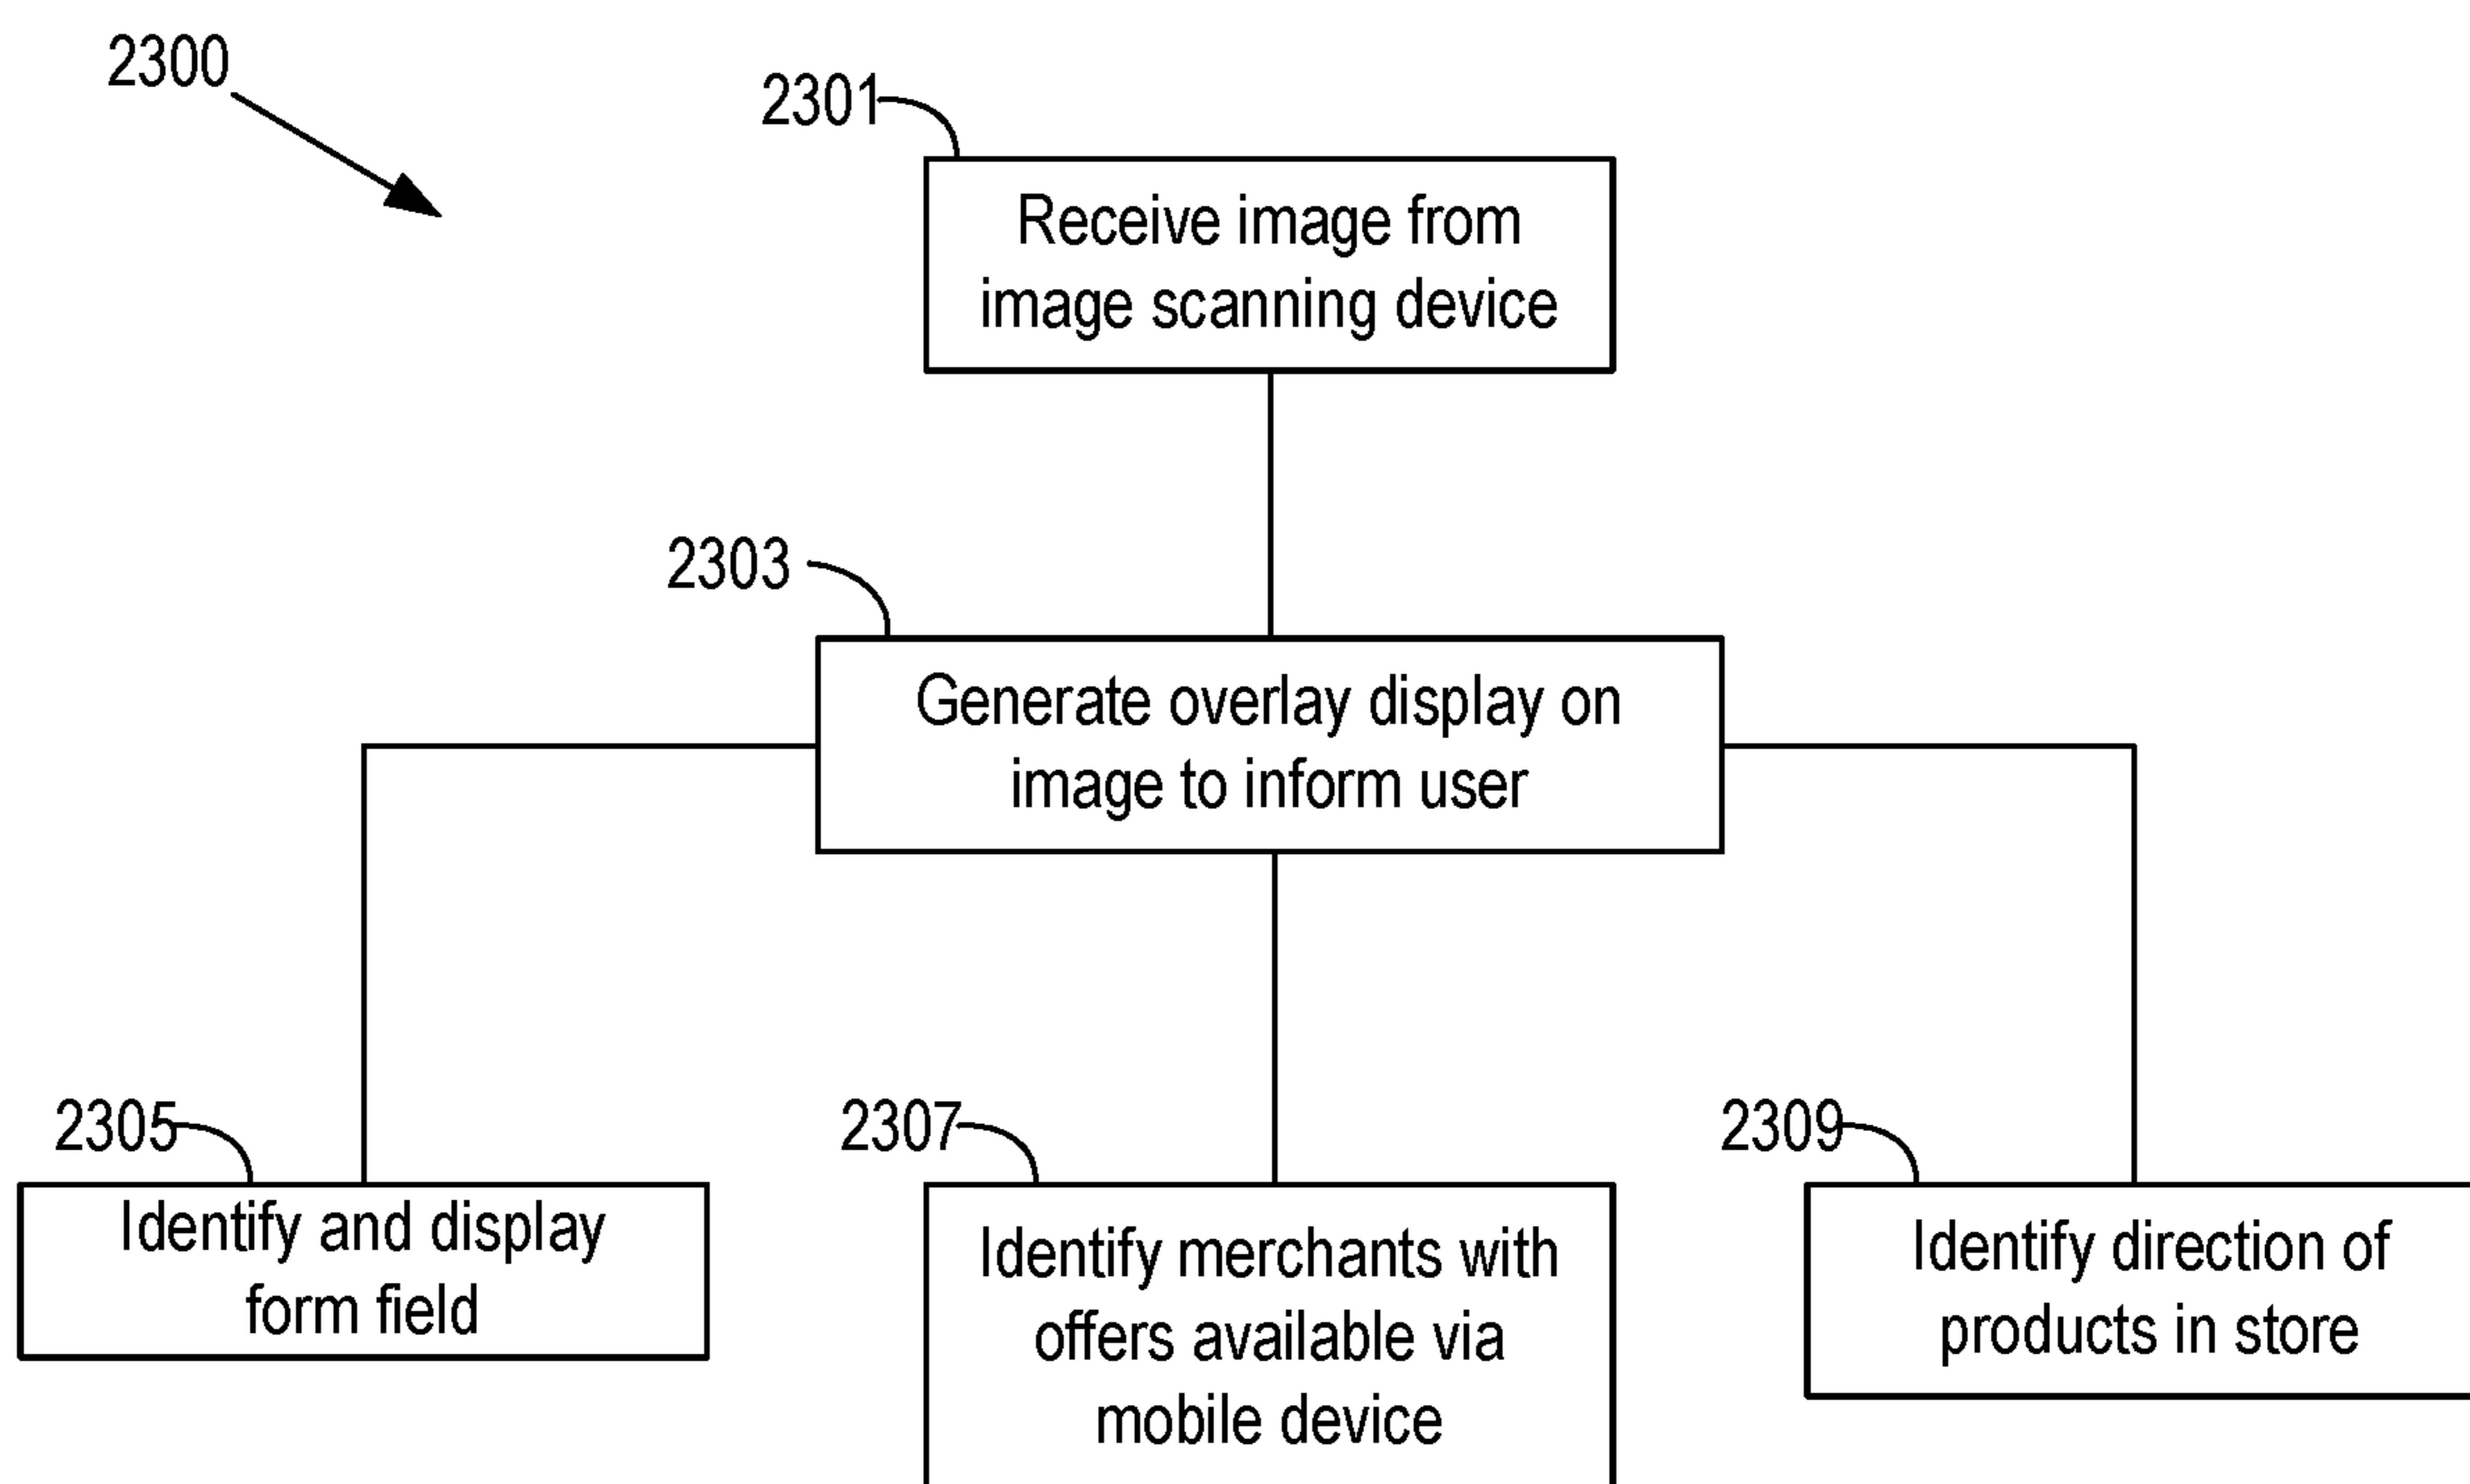 2300
2301
Receive image from
image scanning device
2303
Generate overlay display on
image to inform user
2305
Identify and display
form field
2307
Identify merchants with
offers available via
mobile device
2309
Identify direction of
products in store